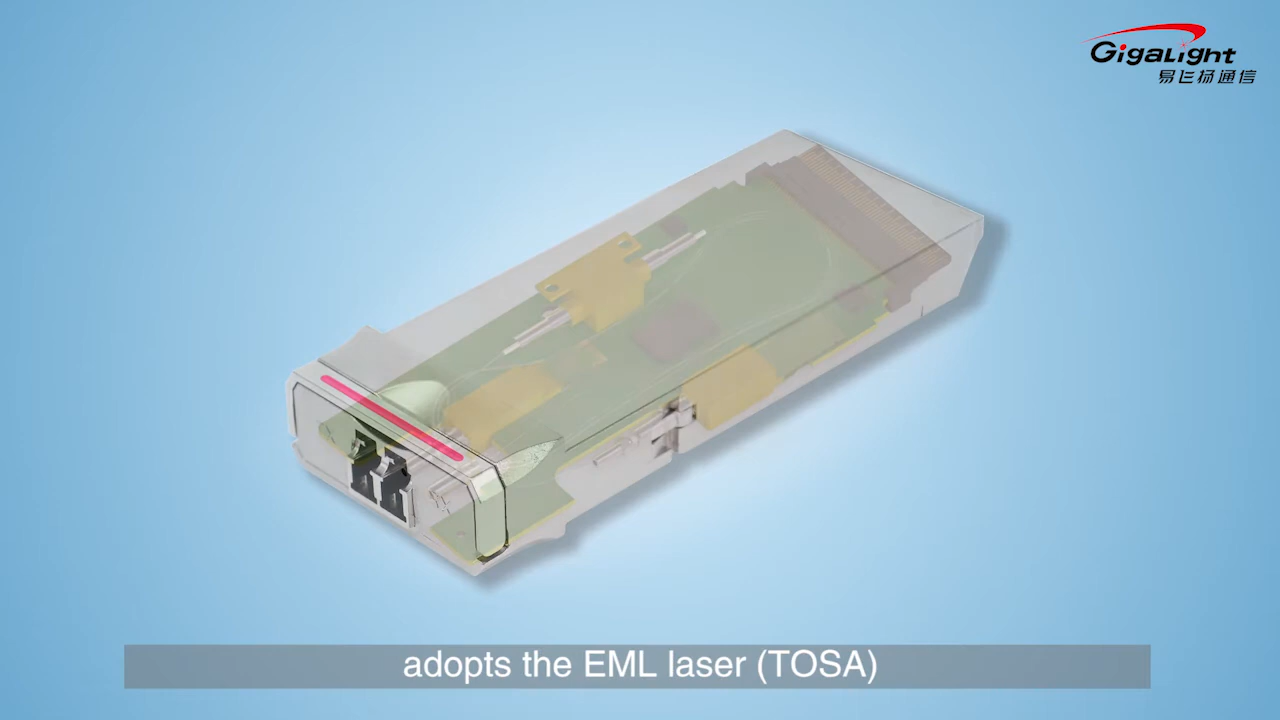 GigaLight
易飞扬通信
adopts the EML laser (TOSA)